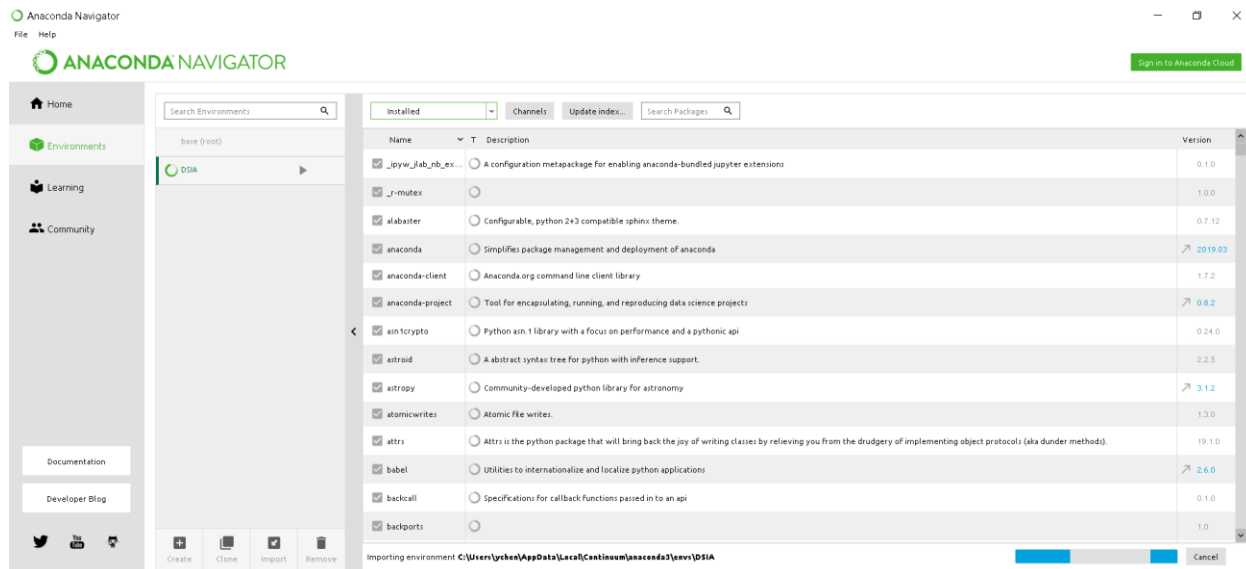 Anaconda Navigator
File Help
ANACONDA NAVIGATOR
Sign in to Anaconda Cloud
Home
Environments
Learning
Community
Documentation
Developer Blog
You Tube
Search Environments
base (root)
DSIA
Create Clone Import Remove
Installed Channels Update index... Search Packages
Name T Description Version
_ipyw_jlab_nb_ex... A configuration metapackage for enabling anaconda-bundled jupyter extensions 0.1.0
_r-mutex 1.0.0
alabaster Configurable, python 2+3 compatible sphinx theme. 0.7.12
anaconda Simplifies package management and deployment of anaconda 2019.03
anaconda-client Anaconda.org command line client library 1.7.2
anaconda-project Tool for encapsulating, running, and reproducing data science projects 0.8.2
asn1crypto Python asn.1 library with a focus on performance and a pythonic api 0.24.0
astroid A abstract syntax tree for python with inference support. 2.2.5
astropy Community-developed python library for astronomy 3.1.2
atomicwrites Atomic file writes. 1.3.0
attrs Attrs is the python package that will bring back the joy of writing classes by relieving you from the drudgery of implementing object protocols (aka dunder methods). 19.1.0
babel Utilities to internationalize and localize python applications 2.6.0
backcall Specifications for callback functions passed in to an api 0.1.0
backports 1.0
Importing environment C:\Users\ychen\AppData\Local\Continuum\anaconda3\envs\DSIA Cancel